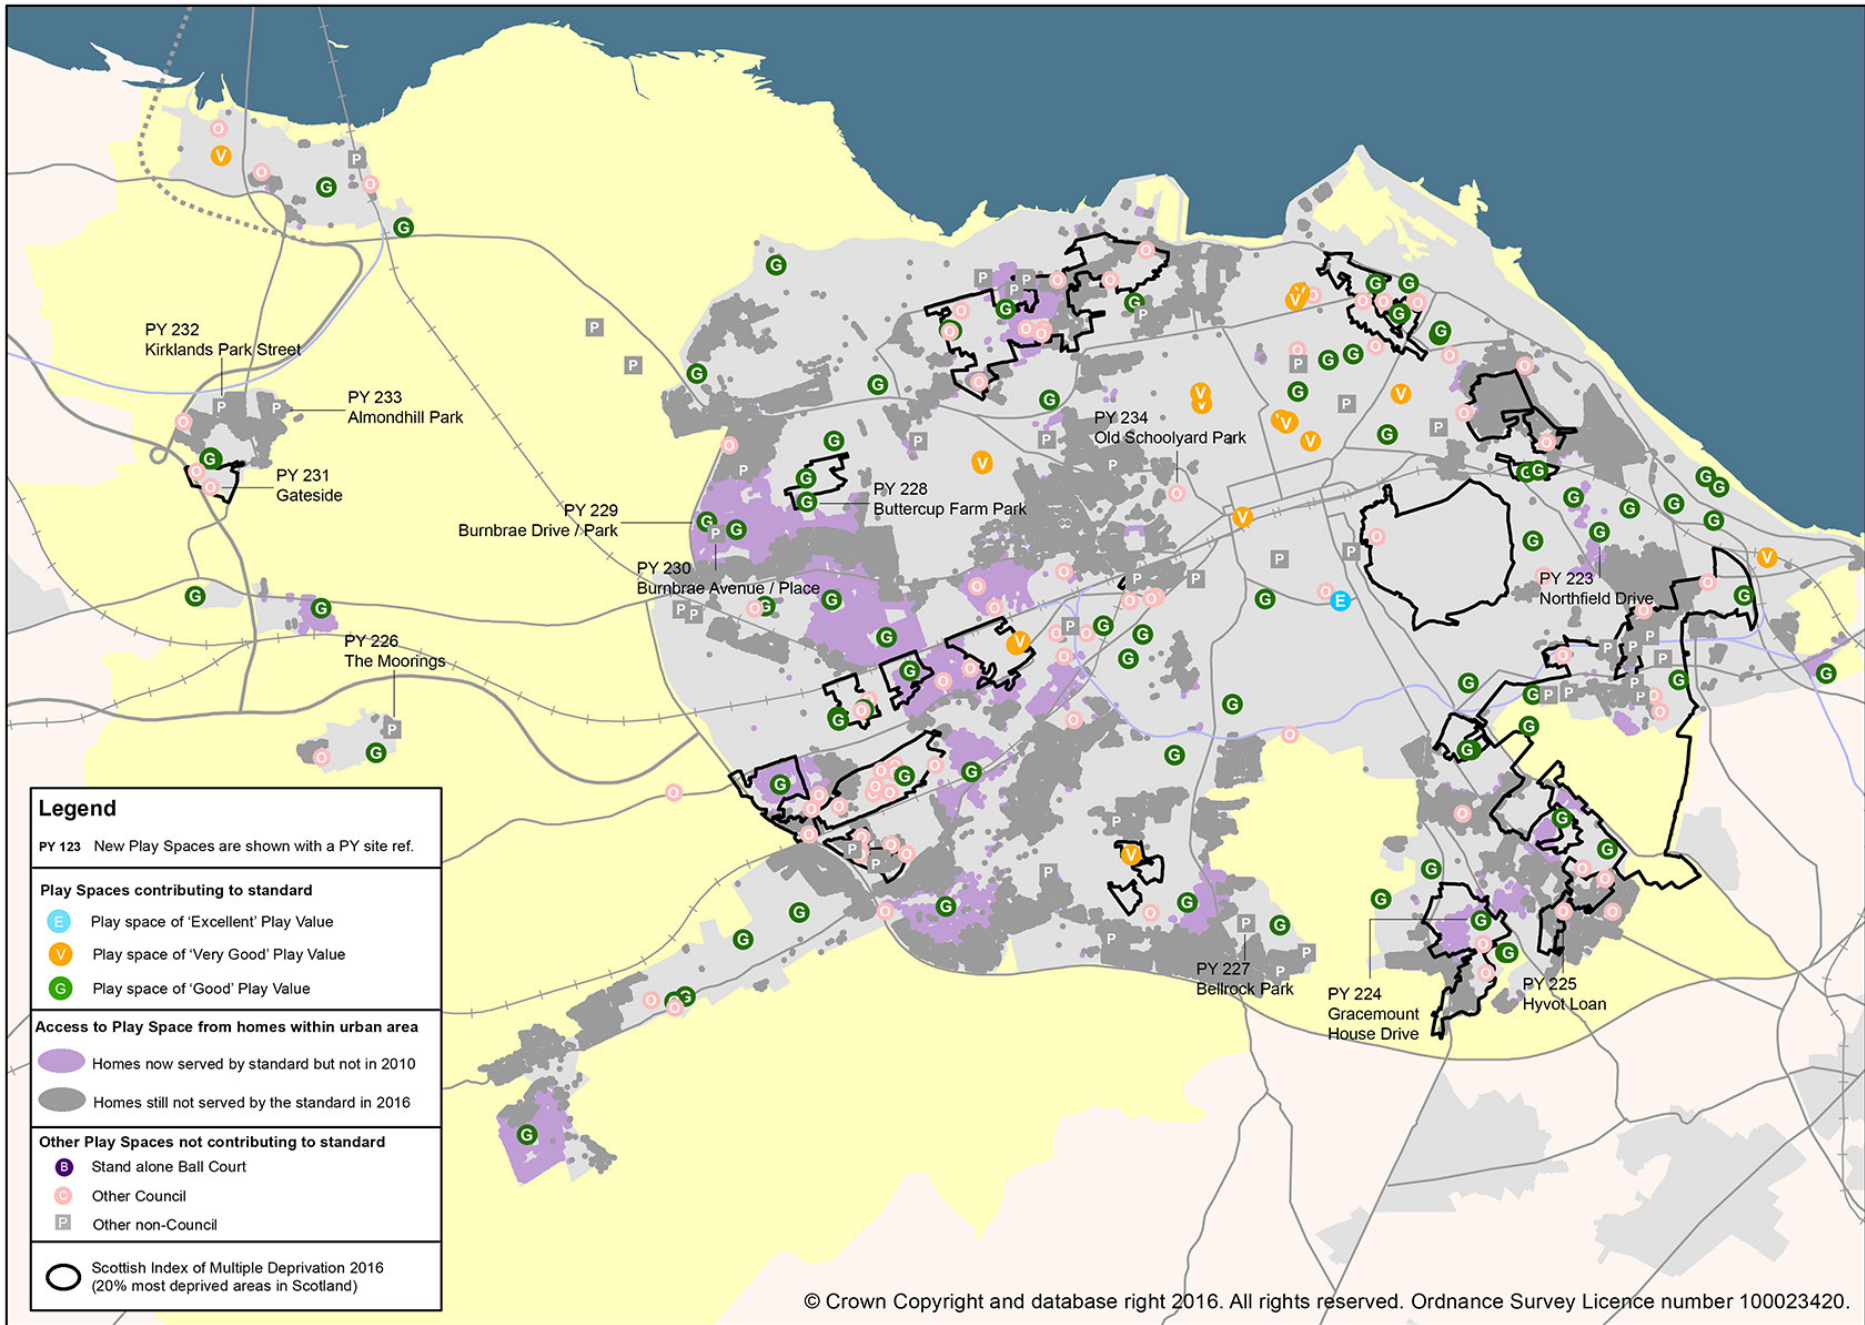 PY 232
Kirklands Park Street
PY 233
Almondhill Park
PY 231
Gateside
PY 234
Old Schoolyard Park
PY 228
Buttercup Farm Park
PY 229
Burnbrae Drive / Park
PY 230
Burnbrae Avenue / Place
PY 223
Northfield Drive
PY 226
The Moorings
PY 227
Bellrock Park
PY 224
Gracemount
House Drive
PY 225
Hyvot Loan
Legend
PY 123 New Play Spaces are shown with a PY site ref.
Play Spaces contributing to standard
E Play space of 'Excellent' Play Value
V Play space of 'Very Good' Play Value
G Play space of 'Good' Play Value
Access to Play Space from homes within urban area
Homes now served by standard but not in 2010
Homes still not served by the standard in 2016
Other Play Spaces not contributing to standard
B Stand alone Ball Court
C Other Council
P Other non-Council
Scottish Index of Multiple Deprivation 2016
(20% most deprived areas in Scotland)
© Crown Copyright and database right 2016. All rights reserved. Ordnance Survey Licence number 100023420.